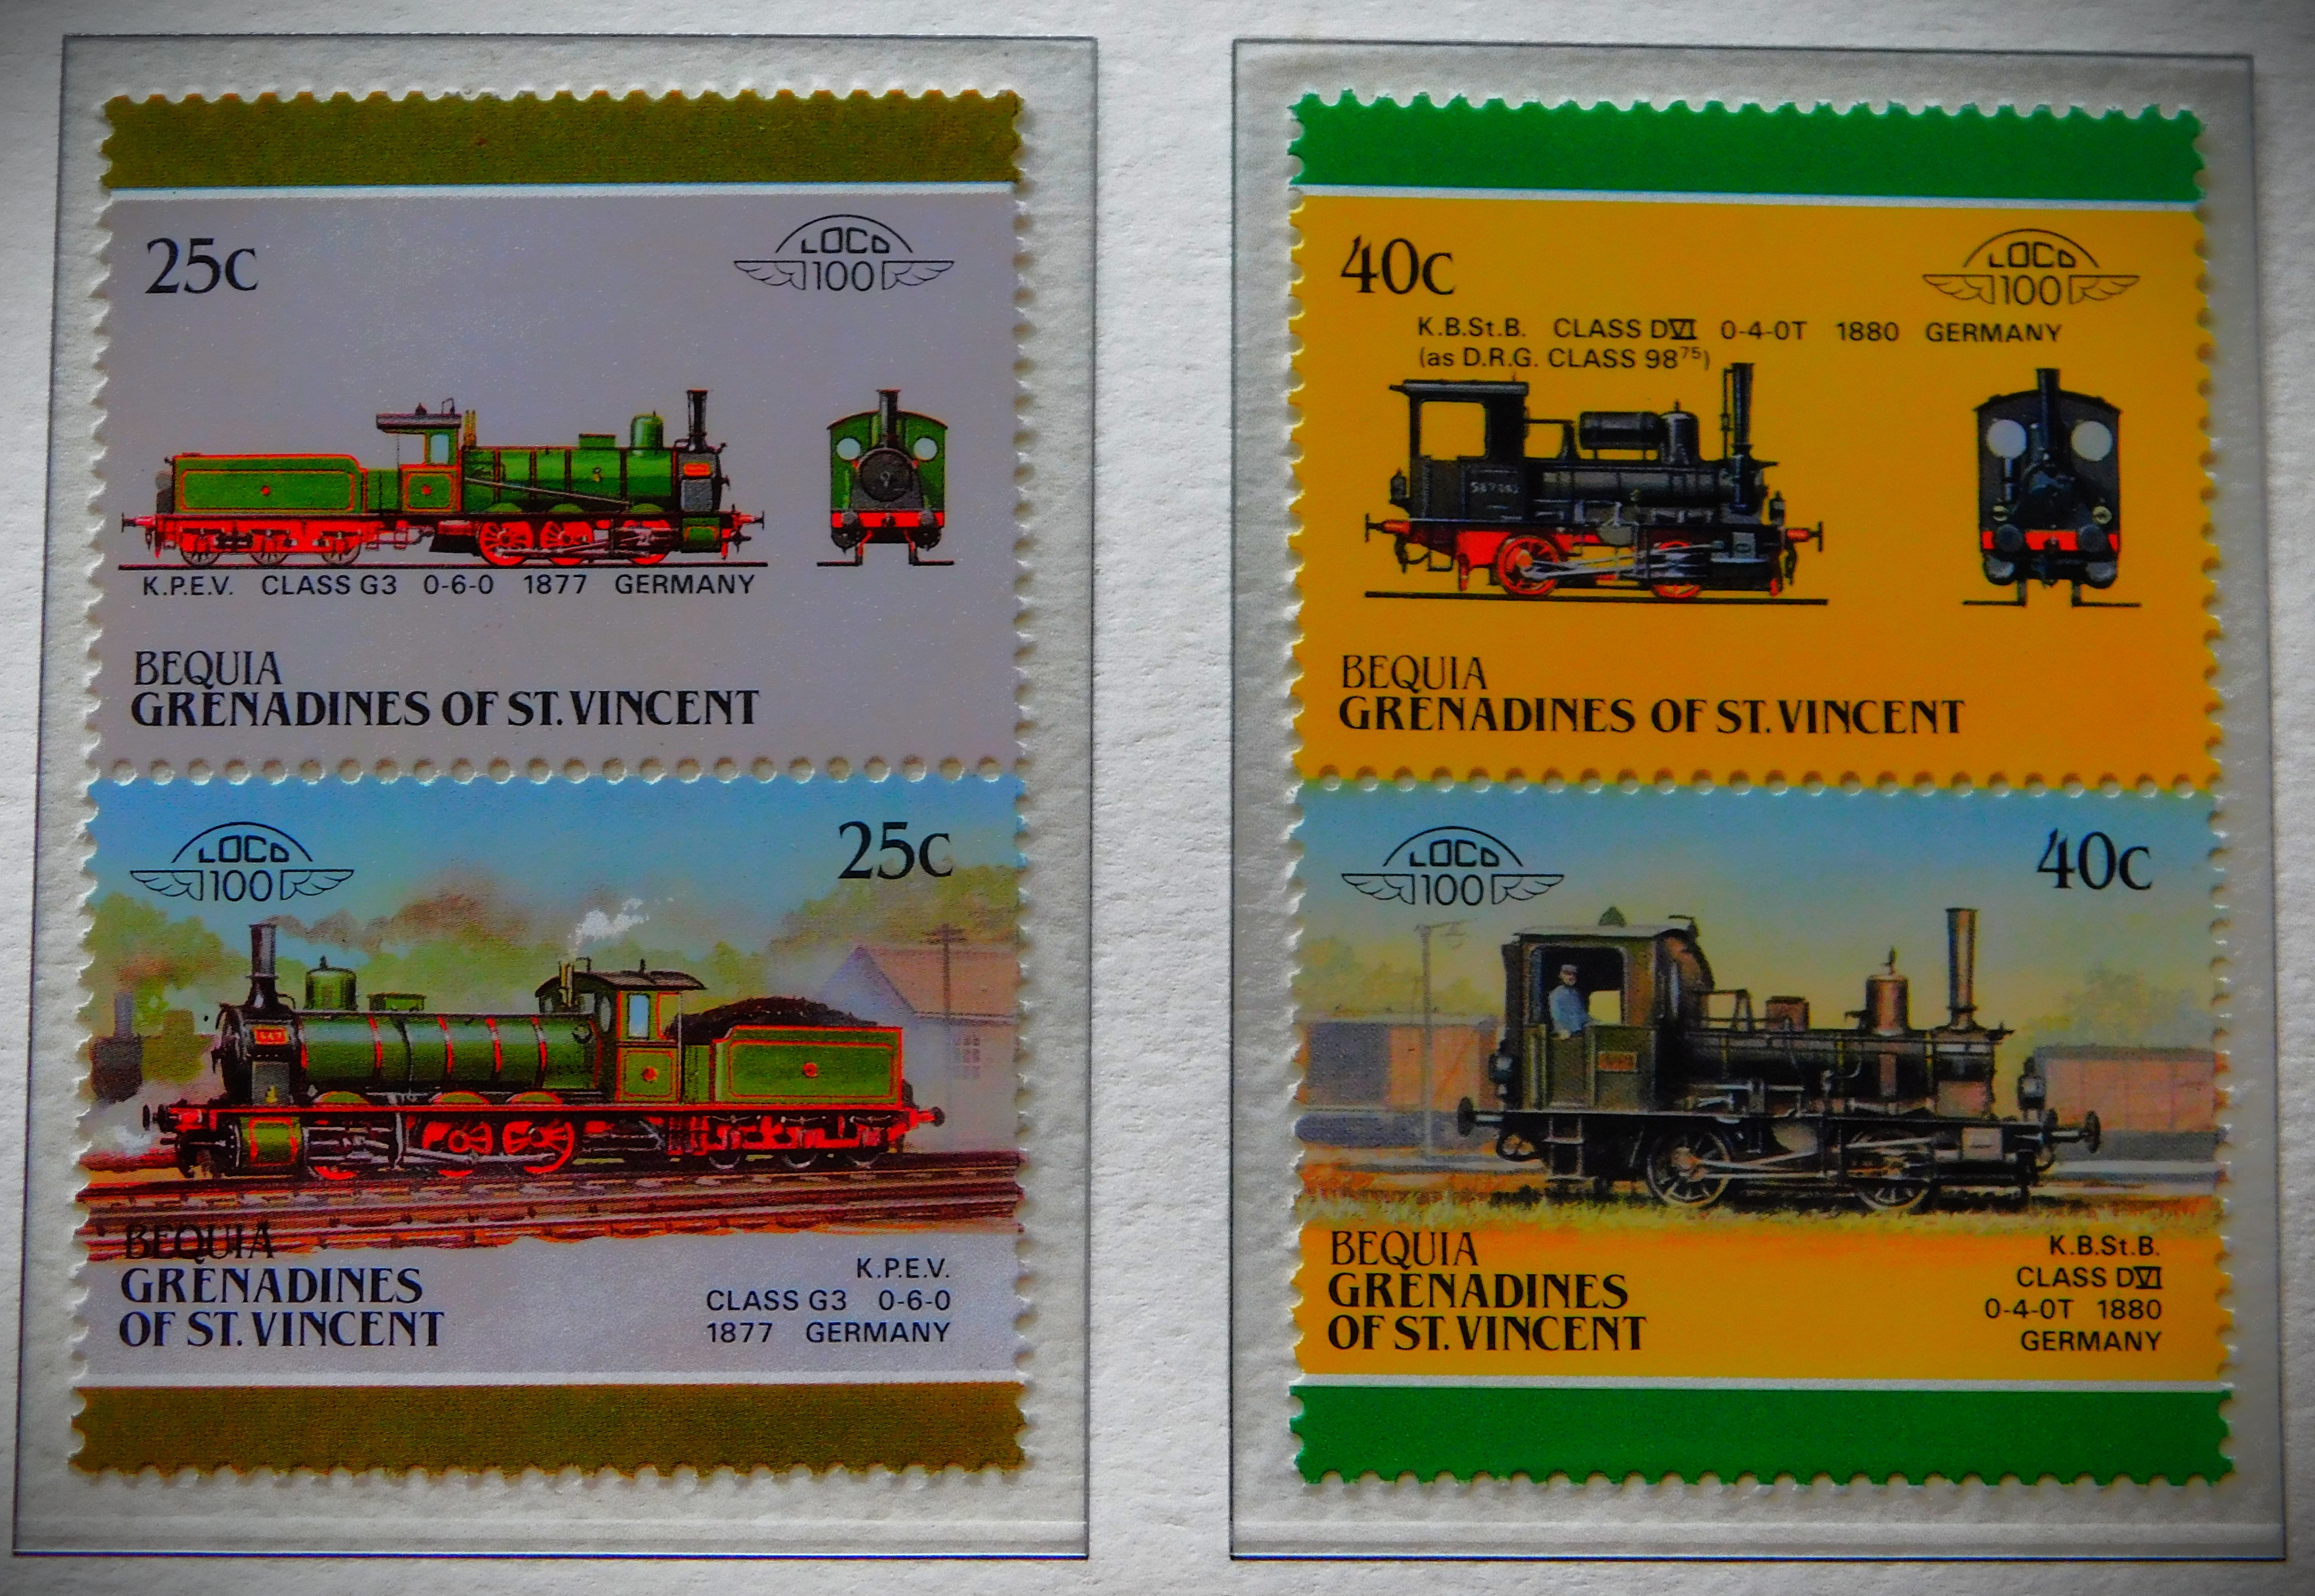 25c
LOCO
100
K.P.E.V. CLASS G3 0-6-0 1877 GERMANY
BEQUIA
GRENADINES OF ST. VINCENT
LOCO
100
25c
BEQUIA
GRENADINES
OF ST. VINCENT
K.P.E.V.
CLASS G3 0-6-0
1877 GERMANY
40c
LOCO
100
K.B.St.B. CLASS DVI 0-4-0T 1880 GERMANY
(as D.R.G. CLASS 98⁷⁵)
BEQUIA
GRENADINES OF ST. VINCENT
LOCO
100
40c
BEQUIA
GRENADINES
OF ST. VINCENT
K.B.St.B.
CLASS DVI
0-4-0T 1880
GERMANY